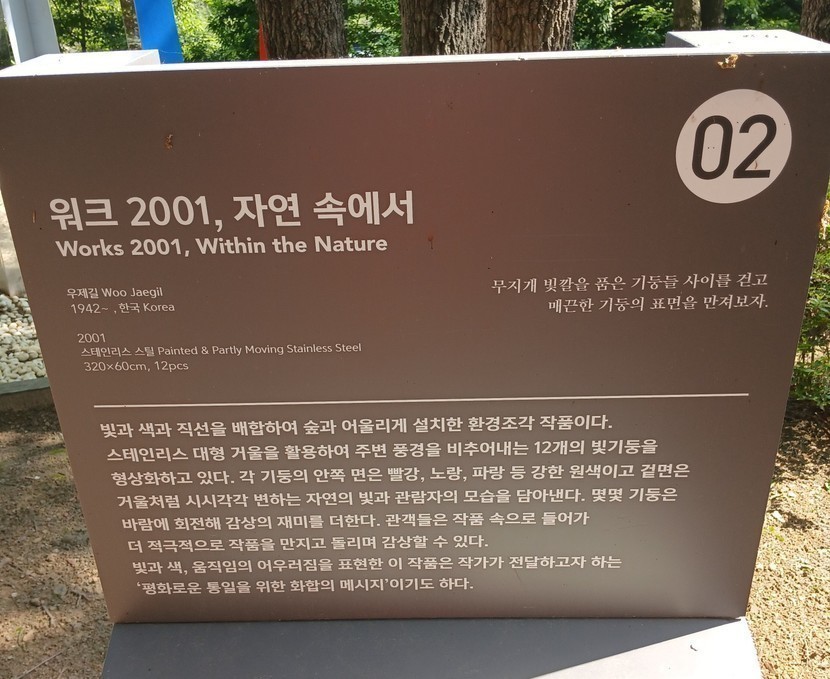 02
워크 2001, 자연 속에서
Works 2001, Within the Nature
우제길 Woo Jaegil
1942~ , 한국 Korea
무지개 빛깔을 품은 기둥들 사이를 걷고
매끈한 기둥의 표면을 만져보자.
2001
스테인리스 스틸 Painted & Partly Moving Stainless Steel
320×60cm, 12pcs
빛과 색과 직선을 배합하여 숲과 어울리게 설치한 환경조각 작품이다.
스테인리스 대형 거울을 활용하여 주변 풍경을 비추어내는 12개의 빛기둥을
형상화하고 있다. 각 기둥의 안쪽 면은 빨강, 노랑, 파랑 등 강한 원색이고 겉면은
거울처럼 시시각각 변하는 자연의 빛과 관람자의 모습을 담아낸다. 몇몇 기둥은
바람에 회전해 감상의 재미를 더한다. 관객들은 작품 속으로 들어가
더 적극적으로 작품을 만지고 돌리며 감상할 수 있다.
빛과 색, 움직임의 어우러짐을 표현한 이 작품은 작가가 전달하고자 하는
‘평화로운 통일을 위한 화합의 메시지’이기도 하다.